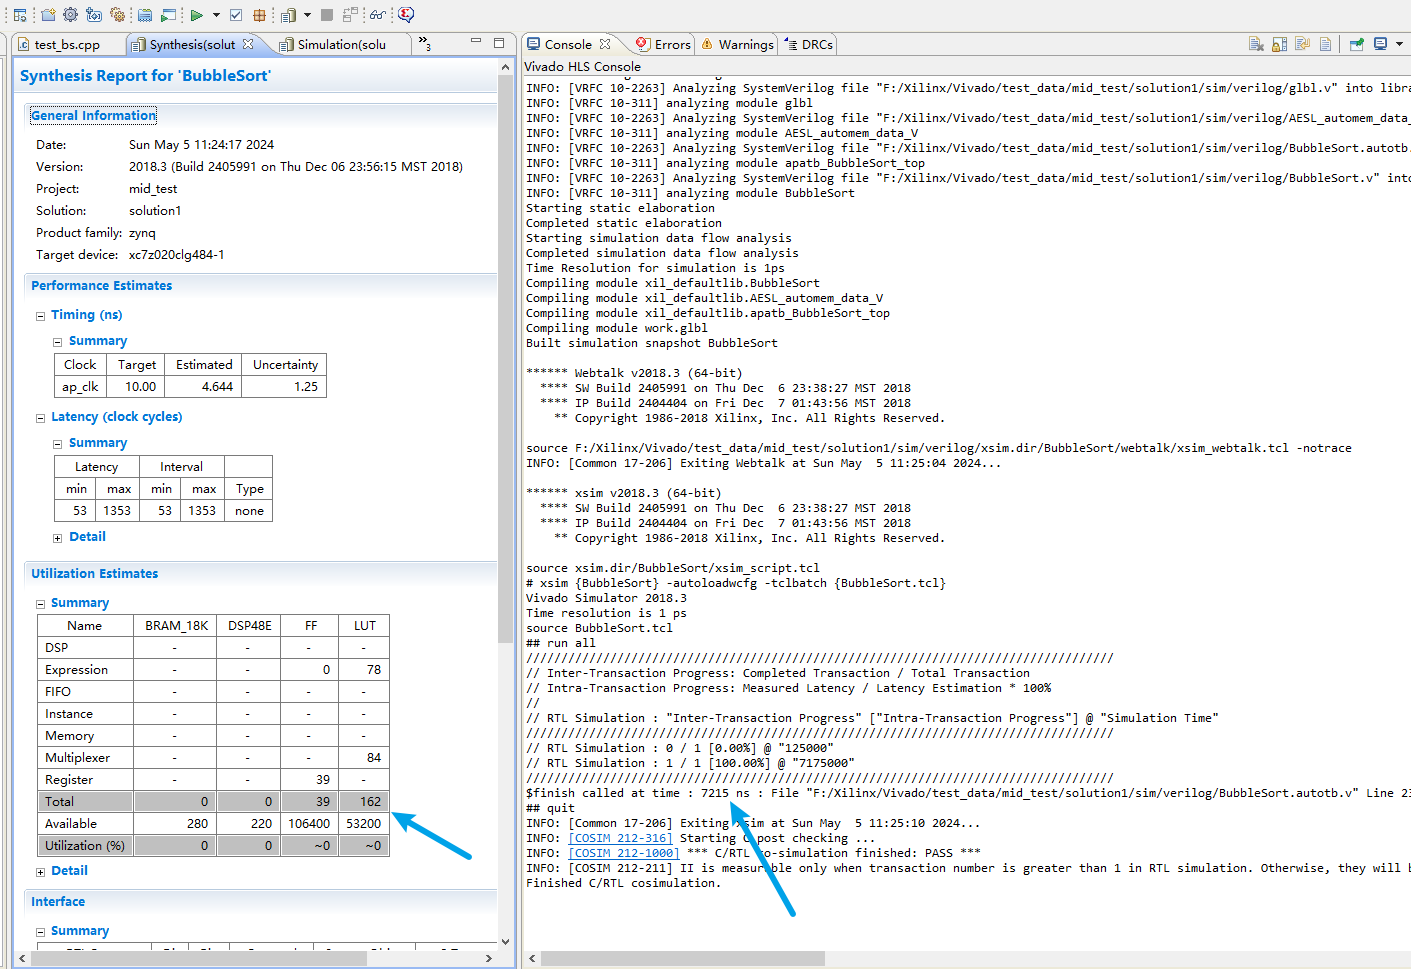 test_bs.cpp
Synthesis(solut
Simulation(solu
»3
Synthesis Report for 'BubbleSort'
General Information
Date: Sun May 5 11:24:17 2024
Version: 2018.3 (Build 2405991 on Thu Dec 06 23:56:15 MST 2018)
Project: mid_test
Solution: solution1
Product family: zynq
Target device: xc7z020clg484-1
Performance Estimates
Timing (ns)
Summary
Clock Target Estimated Uncertainty
ap_clk 10.00 4.644 1.25
Latency (clock cycles)
Summary
Latency Interval
min max min max Type
53 1353 53 1353 none
Detail
Utilization Estimates
Summary
Name BRAM_18K DSP48E FF LUT
DSP - - - -
Expression - - 0 78
FIFO - - - -
Instance - - - -
Memory - - - -
Multiplexer - - - 84
Register - - 39 -
Total 0 0 39 162
Available 280 220 106400 53200
Utilization (%) 0 0 ~0 ~0
Detail
Interface
Summary
Console
Errors
Warnings
DRCs
Vivado HLS Console
INFO: [VRFC 10-2263] Analyzing SystemVerilog file "F:/Xilinx/Vivado/test_data/mid_test/solution1/sim/verilog/glbl.v" into libra
INFO: [VRFC 10-311] analyzing module glbl
INFO: [VRFC 10-2263] Analyzing SystemVerilog file "F:/Xilinx/Vivado/test_data/mid_test/solution1/sim/verilog/AESL_automem_data_
INFO: [VRFC 10-311] analyzing module AESL_automem_data_V
INFO: [VRFC 10-2263] Analyzing SystemVerilog file "F:/Xilinx/Vivado/test_data/mid_test/solution1/sim/verilog/BubbleSort.autotb.
INFO: [VRFC 10-311] analyzing module apatb_BubbleSort_top
INFO: [VRFC 10-2263] Analyzing SystemVerilog file "F:/Xilinx/Vivado/test_data/mid_test/solution1/sim/verilog/BubbleSort.v" into
INFO: [VRFC 10-311] analyzing module BubbleSort
Starting static elaboration
Completed static elaboration
Starting simulation data flow analysis
Completed simulation data flow analysis
Time Resolution for simulation is 1ps
Compiling module xil_defaultlib.BubbleSort
Compiling module xil_defaultlib.AESL_automem_data_V
Compiling module xil_defaultlib.apatb_BubbleSort_top
Compiling module work.glbl
Built simulation snapshot BubbleSort
****** Webtalk v2018.3 (64-bit)
**** SW Build 2405991 on Thu Dec  6 23:38:27 MST 2018
**** IP Build 2404404 on Fri Dec  7 01:43:56 MST 2018
** Copyright 1986-2018 Xilinx, Inc. All Rights Reserved.
source F:/Xilinx/Vivado/test_data/mid_test/solution1/sim/verilog/xsim.dir/BubbleSort/webtalk/xsim_webtalk.tcl -notrace
INFO: [Common 17-206] Exiting Webtalk at Sun May  5 11:25:04 2024...
****** xsim v2018.3 (64-bit)
**** SW Build 2405991 on Thu Dec  6 23:38:27 MST 2018
**** IP Build 2404404 on Fri Dec  7 01:43:56 MST 2018
** Copyright 1986-2018 Xilinx, Inc. All Rights Reserved.
source xsim.dir/BubbleSort/xsim_script.tcl
# xsim {BubbleSort} -autoloadwcfg -tclbatch {BubbleSort.tcl}
Vivado Simulator 2018.3
Time resolution is 1 ps
source BubbleSort.tcl
## run all
////////////////////////////////////////////////////////////////////////////////////
// Inter-Transaction Progress: Completed Transaction / Total Transaction
// Intra-Transaction Progress: Measured Latency / Latency Estimation * 100%
//
// RTL Simulation : "Inter-Transaction Progress" ["Intra-Transaction Progress"] @ "Simulation Time"
////////////////////////////////////////////////////////////////////////////////////
// RTL Simulation : 0 / 1 [0.00%] @ "125000"
// RTL Simulation : 1 / 1 [100.00%] @ "7175000"
////////////////////////////////////////////////////////////////////////////////////
$finish called at time : 7215 ns : File "F:/Xilinx/Vivado/test_data/mid_test/solution1/sim/verilog/BubbleSort.autotb.v" Line 23
## quit
INFO: [Common 17-206] Exiting xsim at Sun May  5 11:25:10 2024...
INFO: [COSIM 212-316] Starting C post checking ...
INFO: [COSIM 212-1000] *** C/RTL co-simulation finished: PASS ***
INFO: [COSIM 212-211] II is measurable only when transaction number is greater than 1 in RTL simulation. Otherwise, they will b
Finished C/RTL cosimulation.